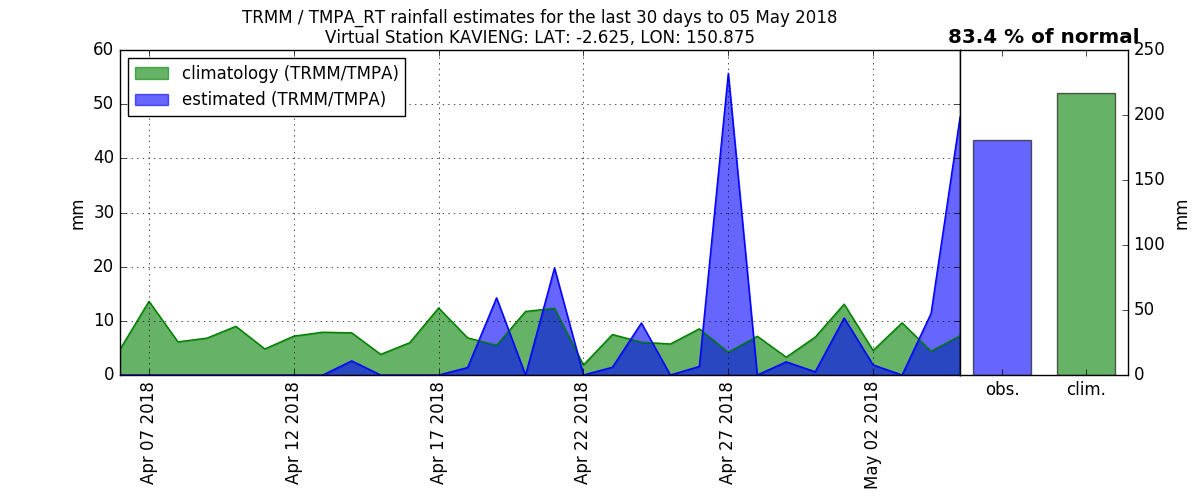 TRMM / TMPA_RT rainfall estimates for the last 30 days to 05 May 2018
Virtual Station KAVIENG: LAT: -2.625, LON: 150.875
83.4 % of normal
climatology (TRMM/TMPA)
estimated (TRMM/TMPA)
60
50
40
30
20
10
0
mm
Apr 07 2018
Apr 12 2018
Apr 17 2018
Apr 22 2018
Apr 27 2018
May 02 2018
obs.
clim.
250
200
150
100
50
0
mm